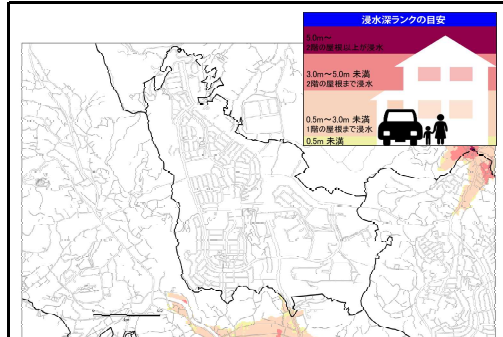 浸水深ランクの目安
5.0m～
2階の屋根以上が浸水
3.0m～5.0m 未満
2階の屋根まで浸水
0.5m～3.0m 未満
1階の屋根まで浸水
0.5m 未満